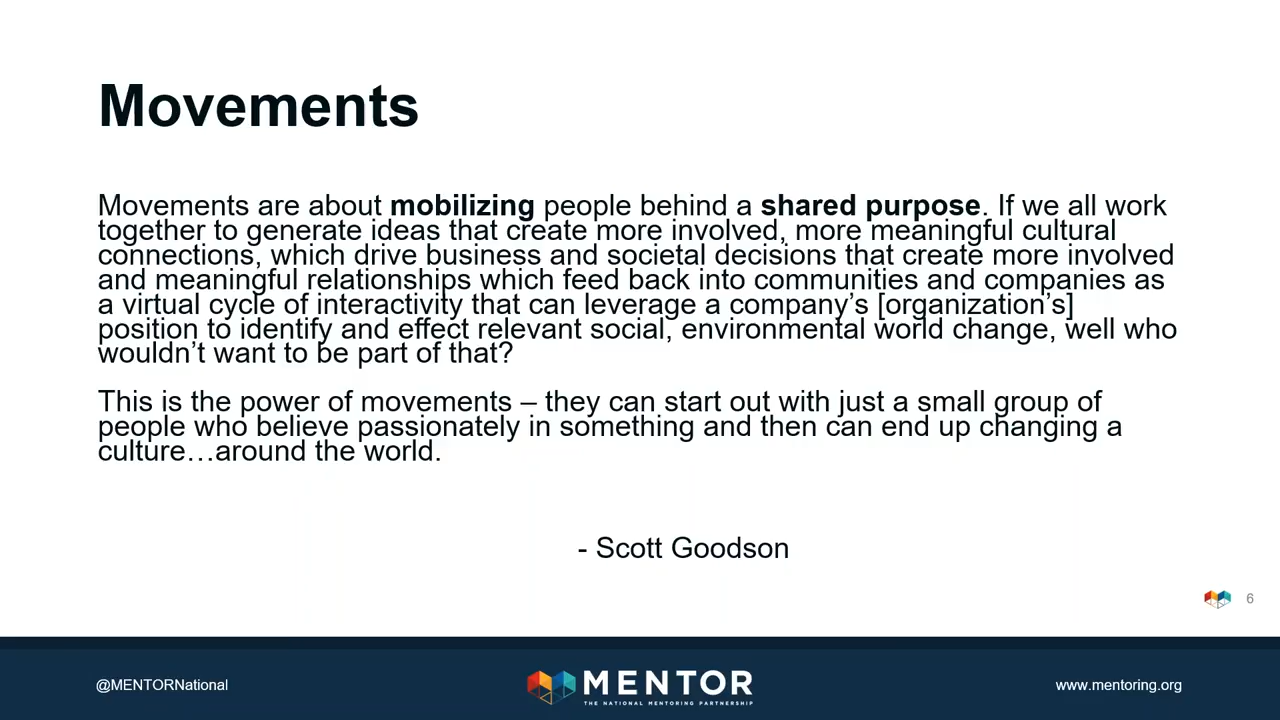 Movements
Movements are about mobilizing people behind a shared purpose. If we all work
together to generate ideas that create more involved, more meaningful cultural
connections, which drive business and societal decisions that create more involved
and meaningful relationships which feed back into communities and companies as
a virtual cycle of interactivity that can leverage a company’s [organization’s]
position to identify and effect relevant social, environmental world change, well who
wouldn’t want to be part of that?
This is the power of movements – they can start out with just a small group of
people who believe passionately in something and then can end up changing a
culture…around the world.
- Scott Goodson
6
@MENTORNational
MENTOR
THE NATIONAL MENTORING PARTNERSHIP
www.mentoring.org